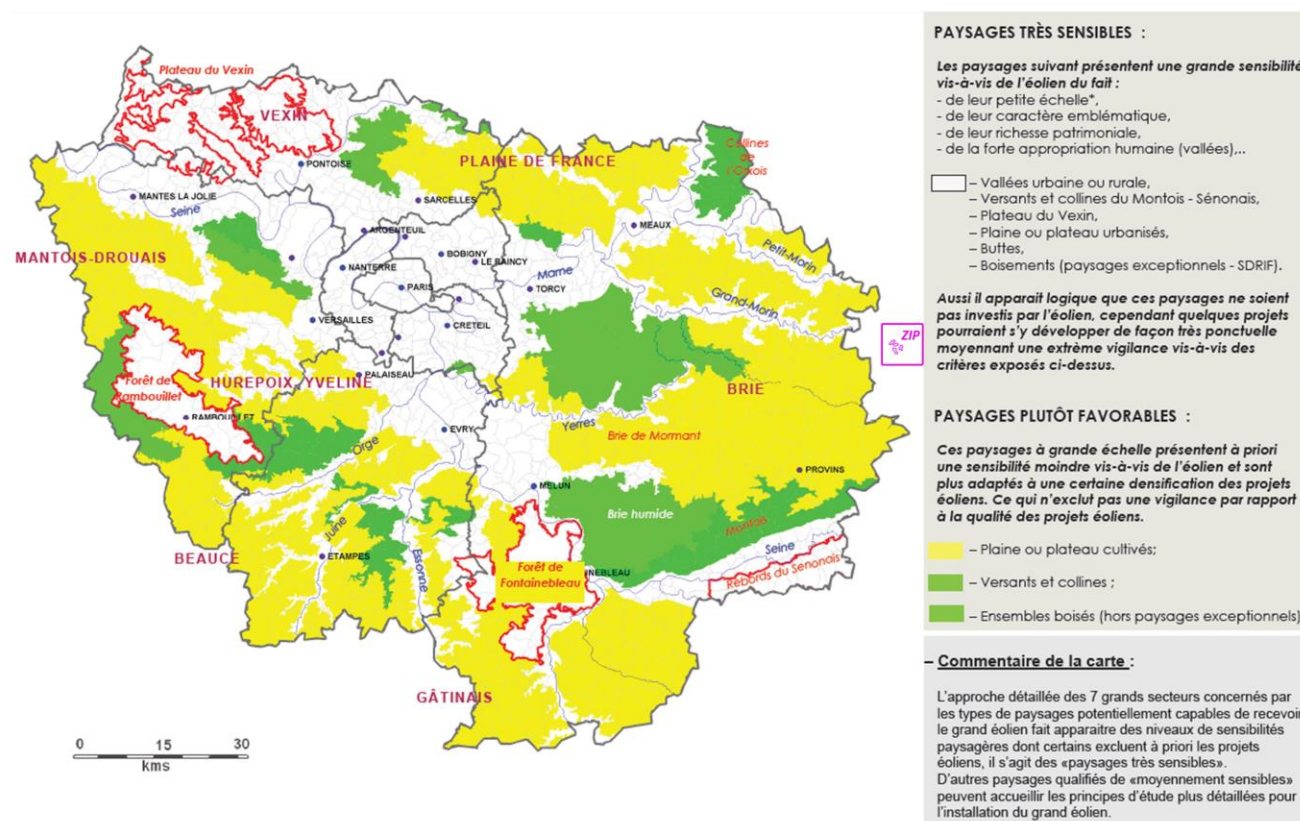 Plateau du Vexin
VEXIN
PONTOISE
PLAINE DE FRANCE
Collines
de
l'Orxois
MANTES LA JOLIE
Seine
SARCELLES
ARGENTEUIL
MEAUX
BOBIGNY
LE RAINCY
Petit-Morin
MANTOIS-DROUAIS
NANTERRE
Marne
PARIS
TORCY
Grand-Morin
VERSAILLES
CRETEIL
ZIP
PALAISEAU
Forêt de
Rambouillet
HUREPOIX, YVELINE
BRIE
RAMBOUILLET
EVRY
Yerres
Brie de Mormant
Orge
PROVINS
MELUN
Brie humide
Montois
Juine
Seine
BEAUCE
ETAMPES
Essonne
Forêt de
Fontainebleau
NEBLEAU
Rebords du Senonais
GÂTINAIS
0 15 30
kms
PAYSAGES TRÈS SENSIBLES :
Les paysages suivant présentent une grande sensibilité
vis-à-vis de l'éolien du fait :
- de leur petite échelle*,
- de leur caractère emblématique,
- de leur richesse patrimoniale,
- de la forte appropriation humaine (vallées),..
– Vallées urbaine ou rurale,
– Versants et collines du Montois - Sénonais,
– Plateau du Vexin,
– Plaine ou plateau urbanisés,
– Buttes,
– Boisements (paysages exceptionnels - SDRIF).
Aussi il apparait logique que ces paysages ne soient
pas investis par l'éolien, cependant quelques projets
pourraient s'y développer de façon très ponctuelle
moyennant une extrême vigilance vis-à-vis des
critères exposés ci-dessus.
PAYSAGES PLUTÔT FAVORABLES :
Ces paysages à grande échelle présentent à priori
une sensibilité moindre vis-à-vis de l'éolien et sont
plus adaptés à une certaine densification des projets
éoliens. Ce qui n'exclut pas une vigilance par rapport
à la qualité des projets éoliens.
– Plaine ou plateau cultivés;
– Versants et collines ;
– Ensembles boisés (hors paysages exceptionnels)
– Commentaire de la carte :
L'approche détaillée des 7 grands secteurs concernés par
les types de paysages potentiellement capables de recevoir
le grand éolien fait apparaitre des niveaux de sensibilités
paysagères dont certains excluent à priori les projets
éoliens, il s'agit des «paysages très sensibles».
D'autres paysages qualifiés de «moyennement sensibles»
peuvent accueillir les principes d'étude plus détaillées pour
l'installation du grand éolien.